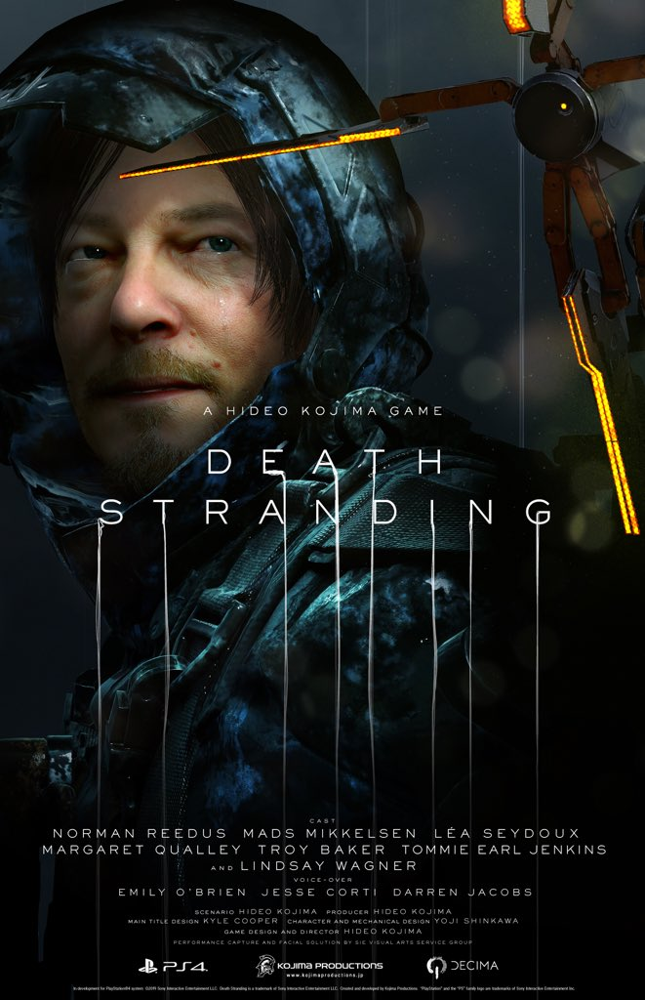 A HIDEO KOJIMA GAME
DEATH
STRANDING
CAST
NORMAN REEDUS MADS MIKKELSEN LÉA SEYDOUX
MARGARET QUALLEY TROY BAKER TOMMIE EARL JENKINS
AND LINDSAY WAGNER
VOICE-OVER
EMILY O'BRIEN JESSE CORTI DARREN JACOBS
SCENARIO HIDEO KOJIMA PRODUCER HIDEO KOJIMA
MAIN TITLE DESIGN KYLE COOPER CHARACTER AND MECHANICAL DESIGN YOJI SHINKAWA
GAME DESIGN AND DIRECTOR HIDEO KOJIMA
PERFORMANCE CAPTURE AND FACIAL SOLUTION BY SIE VISUAL ARTS SERVICE GROUP
PS4 KOJIMA PRODUCTIONS DECIMA
www.kojimaproductions.jp
In development for PlayStation®4 system. ©2019 Sony Interactive Entertainment LLC. Death Stranding is a trademark of Sony Interactive Entertainment LLC. Created and developed by Kojima Productions. "PlayStation" and the "PS" family logo are trademarks of Sony Interactive Entertainment Inc.